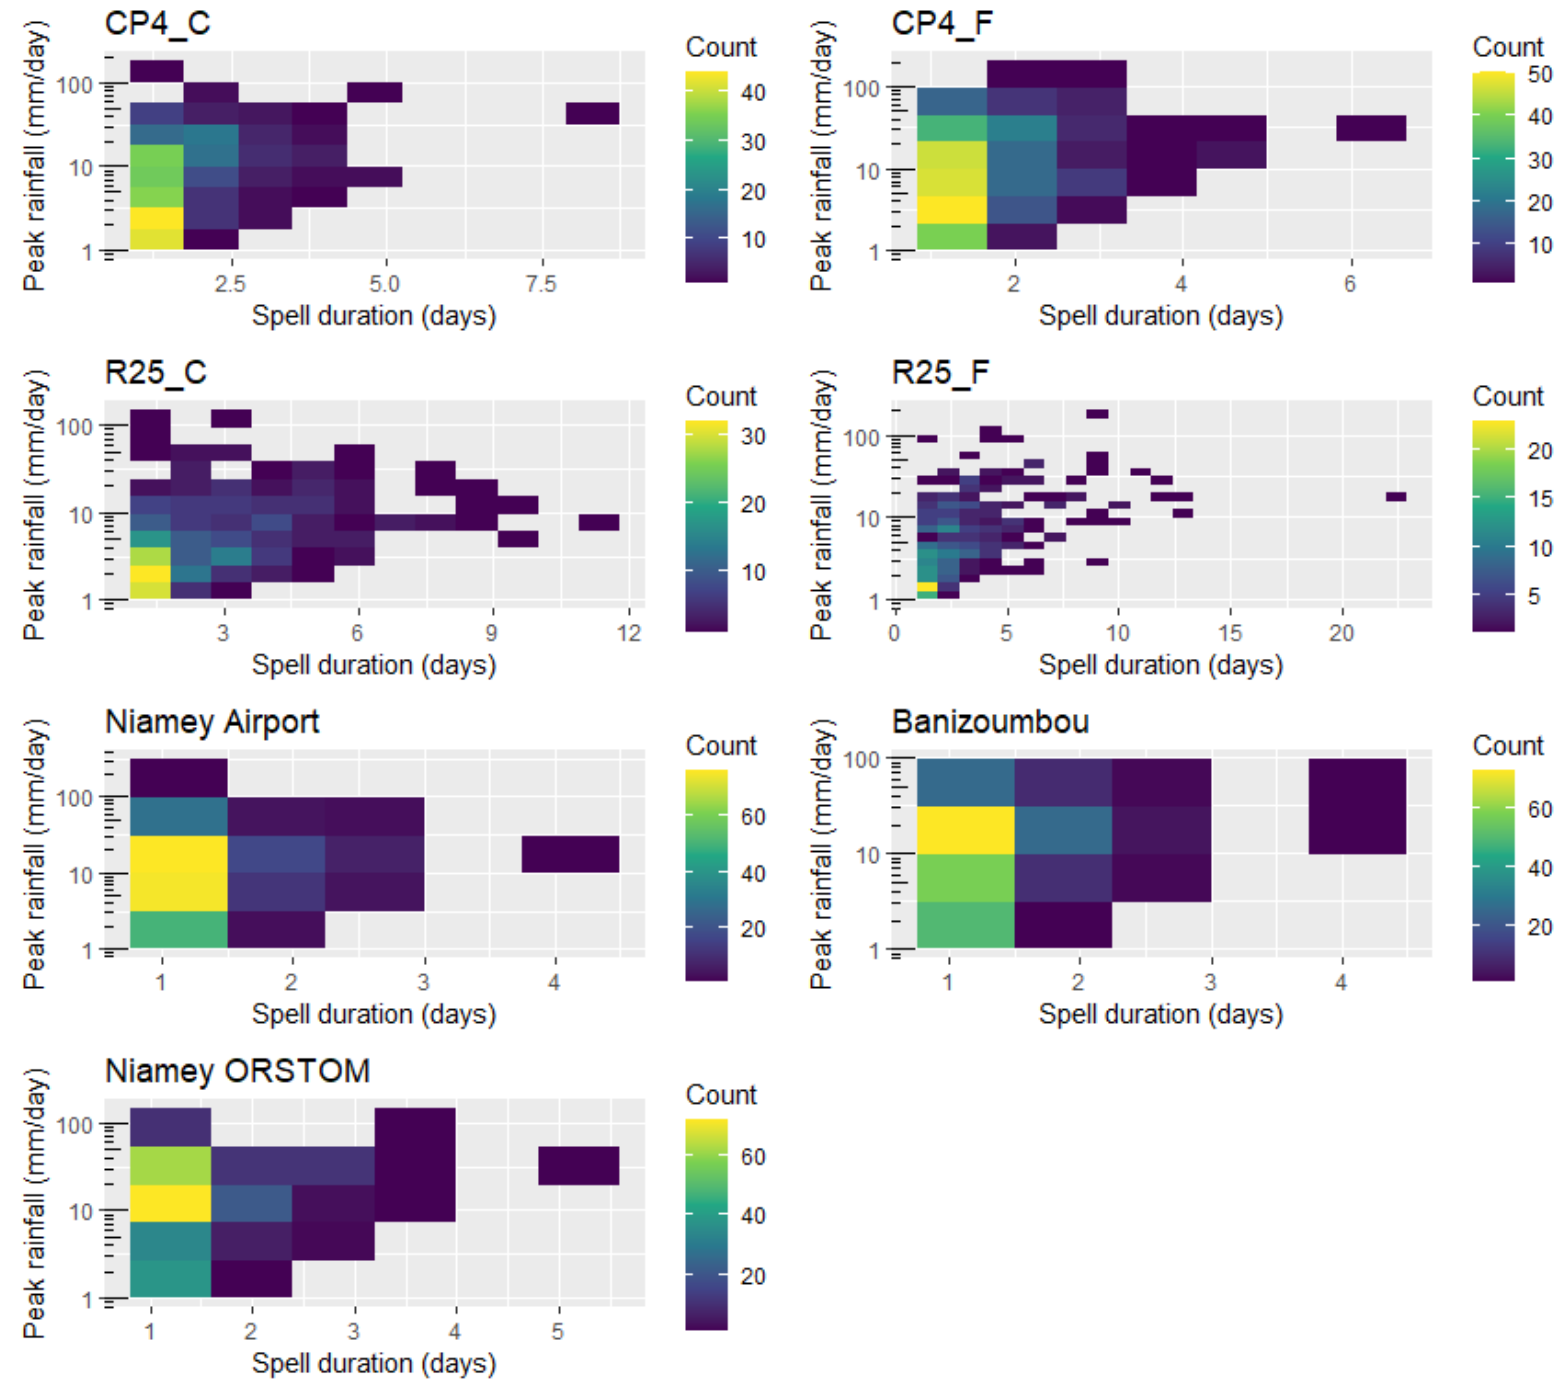 CP4_C
Peak rainfall (mm/day)
100
10
1
2.5 5.0 7.5
Spell duration (days)
Count
40
30
20
10
CP4_F
Peak rainfall (mm/day)
100
10
1
2 4 6
Spell duration (days)
Count
50
40
30
20
10
R25_C
Peak rainfall (mm/day)
100
10
1
3 6 9 12
Spell duration (days)
Count
30
20
10
R25_F
Peak rainfall (mm/day)
100
10
1
0 5 10 15 20
Spell duration (days)
Count
20
15
10
5
Niamey Airport
Peak rainfall (mm/day)
100
10
1
1 2 3 4
Spell duration (days)
Count
60
40
20
Banizoumbou
Peak rainfall (mm/day)
100
10
1
1 2 3 4
Spell duration (days)
Count
60
40
20
Niamey ORSTOM
Peak rainfall (mm/day)
100
10
1
1 2 3 4 5
Spell duration (days)
Count
60
40
20